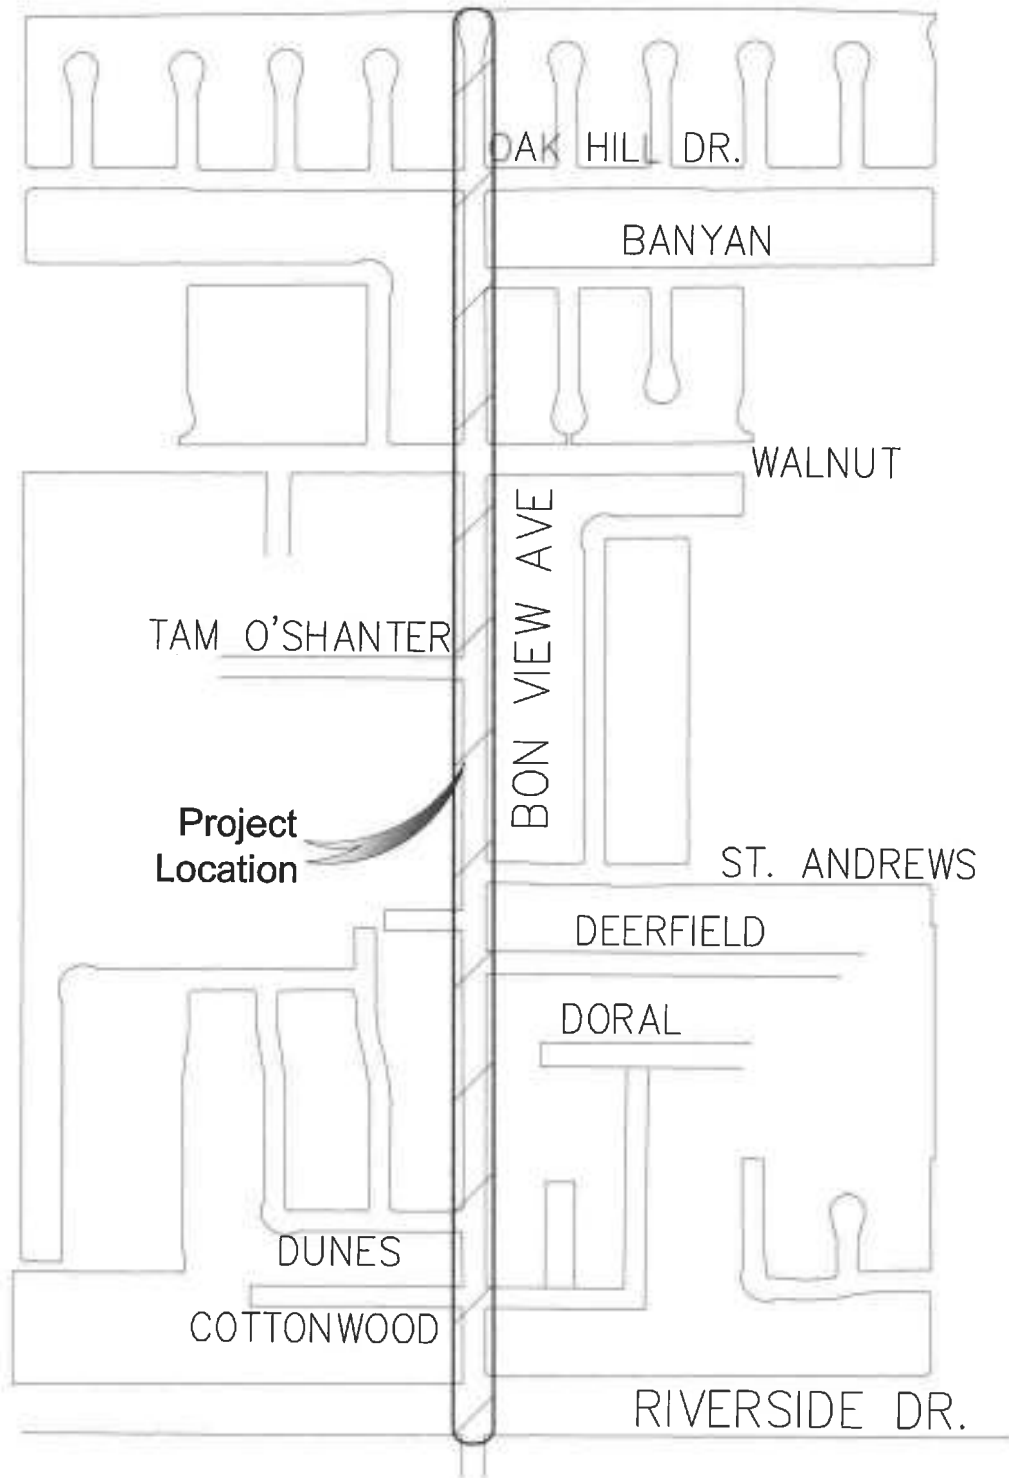 OAK HILL DR.
BANYAN
WALNUT
BON VIEW AVE
TAM O'SHANTER
Project
Location
ST. ANDREWS
DEERFIELD
DORAL
DUNES
COTTONWOOD
RIVERSIDE DR.